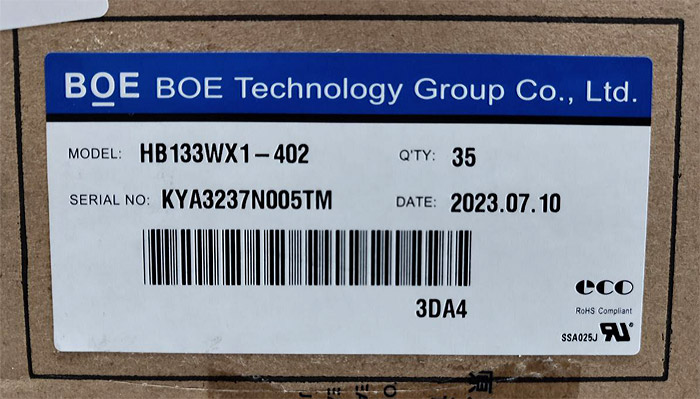 BOE BOE Technology Group Co., Ltd.
MODEL: HB133WX1-402 Q'TY: 35
SERIAL NO: KYA3237N005TM DATE: 2023.07.10
3DA4
eco
RoHS Compliant
SSA025J RU